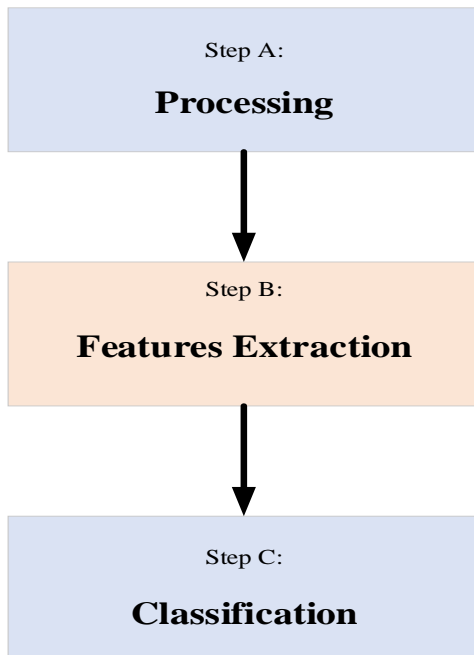 Step A:
Processing
Step B:
Features Extraction
Step C:
Classification